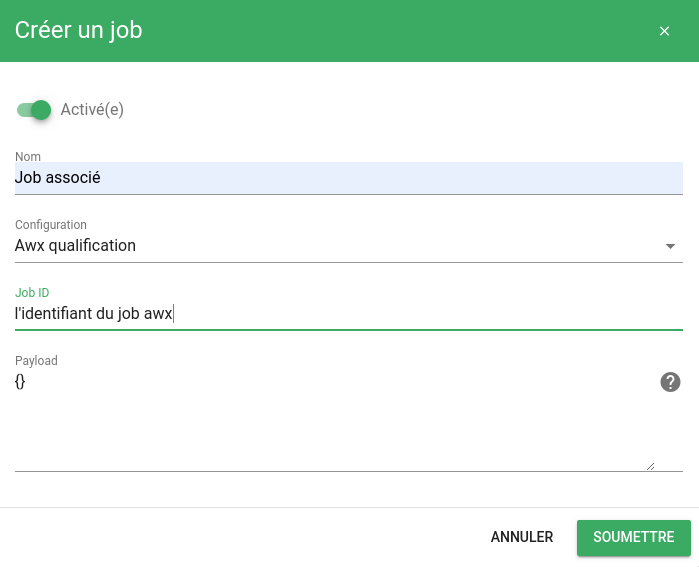 Créer un job
×
Activé(e)
Nom
Job associé
Configuration
Awx qualification
Job ID
l'identifiant du job awx
Payload
{}
?
ANNULER SOUMETTRE